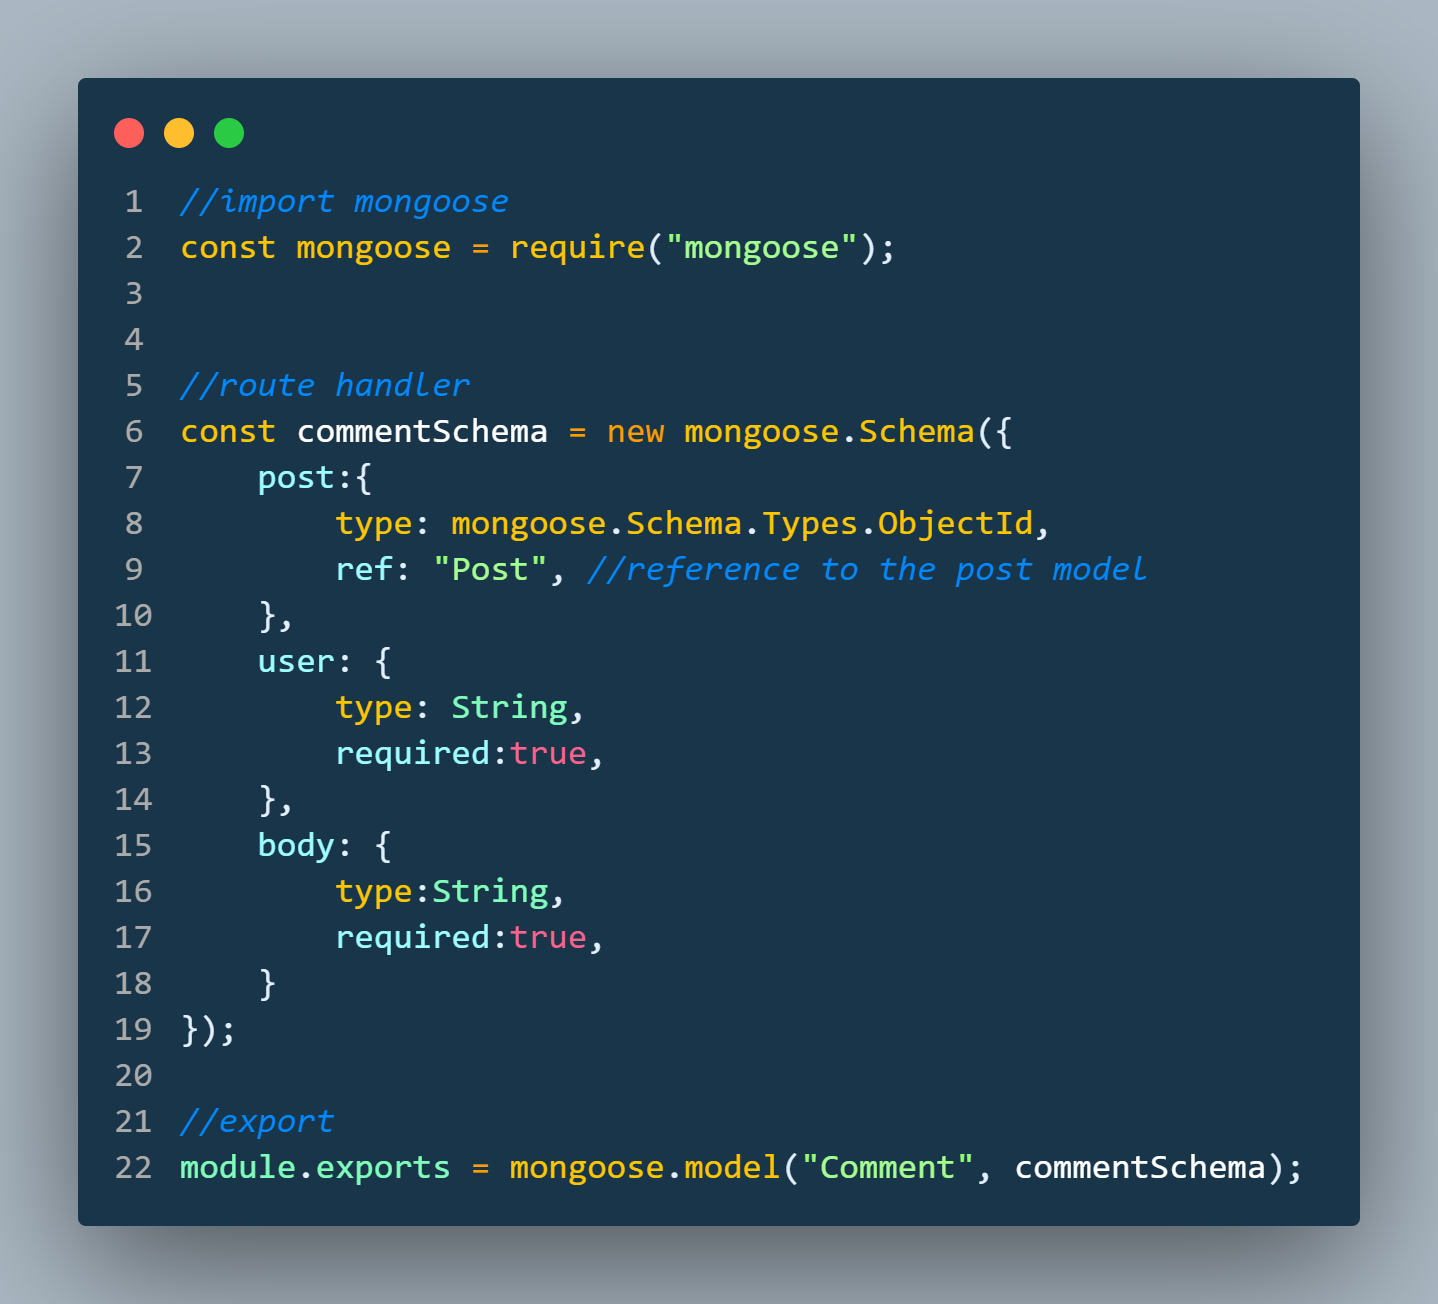 1 //import mongoose
2 const mongoose = require("mongoose");
3
4
5 //route handler
6 const commentSchema = new mongoose.Schema({
7     post:{
8         type: mongoose.Schema.Types.ObjectId,
9         ref: "Post", //reference to the post model
10     },
11     user: {
12         type: String,
13         required:true,
14     },
15     body: {
16         type:String,
17         required:true,
18     }
19 });
20
21 //export
22 module.exports = mongoose.model("Comment", commentSchema);